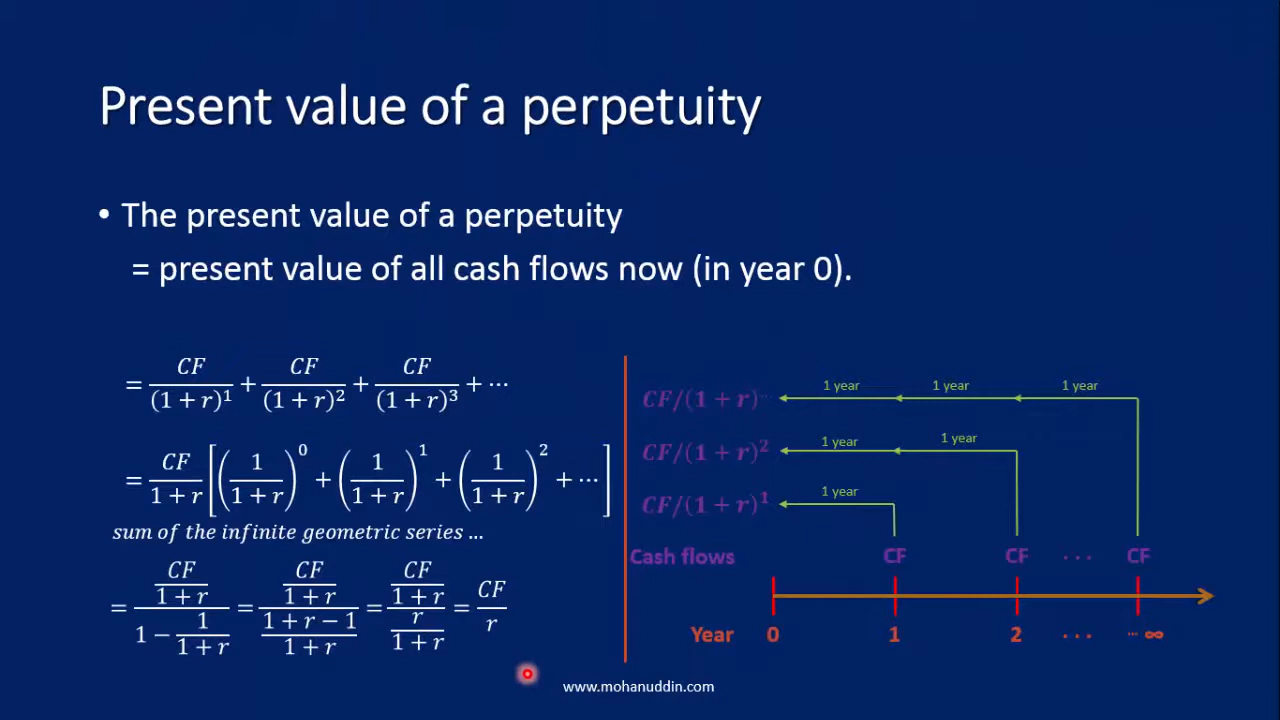 Present value of a perpetuity
• The present value of a perpetuity
= present value of all cash flows now (in year 0).
= CF/(1 + r)^1 + CF/(1 + r)^2 + CF/(1 + r)^3 + ⋯
= CF/(1 + r) [(1/(1 + r))^0 + (1/(1 + r))^1 + (1/(1 + r))^2 + ⋯]
sum of the infinite geometric series …
= (CF/(1 + r))/(1 − 1/(1 + r)) = (CF/(1 + r))/((1 + r − 1)/(1 + r)) = (CF/(1 + r))/(r/(1 + r)) = CF/r
CF/(1 + r)^… 1 year 1 year 1 year
CF/(1 + r)^2 1 year 1 year
CF/(1 + r)^1 1 year
Cash flows CF CF ... CF
Year 0 1 2 ... … ∞
www.mohanuddin.com